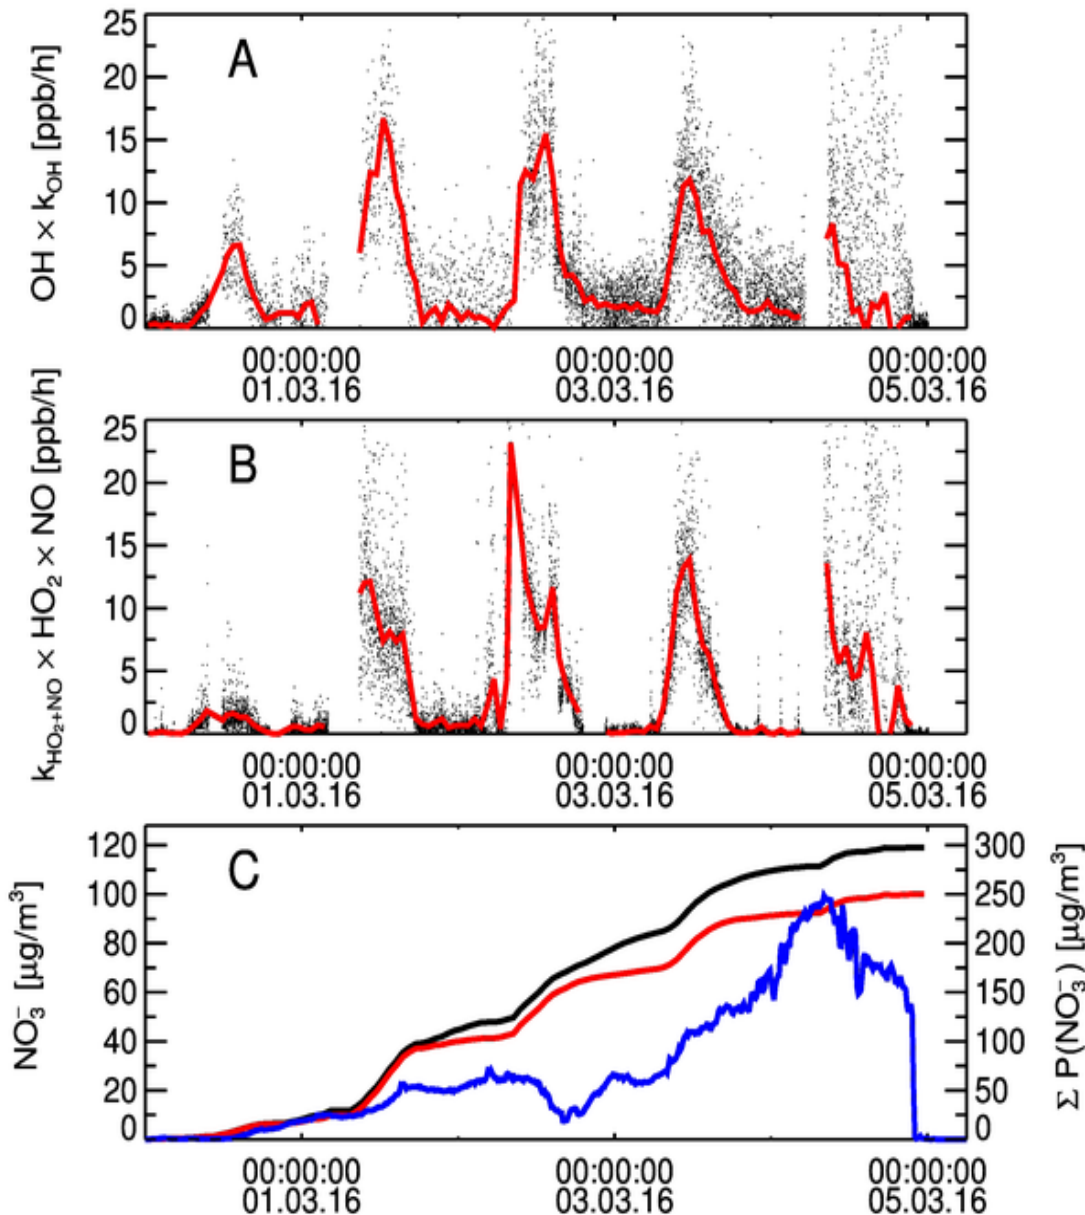 A
OH × k_OH [ppb/h]
25
20
15
10
5
0
00:00:00 00:00:00 00:00:00
01.03.16 03.03.16 05.03.16
B
k_HO₂+NO × HO₂ × NO [ppb/h]
25
20
15
10
5
0
00:00:00 00:00:00 00:00:00
01.03.16 03.03.16 05.03.16
C
NO₃⁻ [µg/m³]
120
100
80
60
40
20
0
300
250
200
150
100
50
0
Σ P(NO₃⁻) [µg/m³]
00:00:00 00:00:00 00:00:00
01.03.16 03.03.16 05.03.16